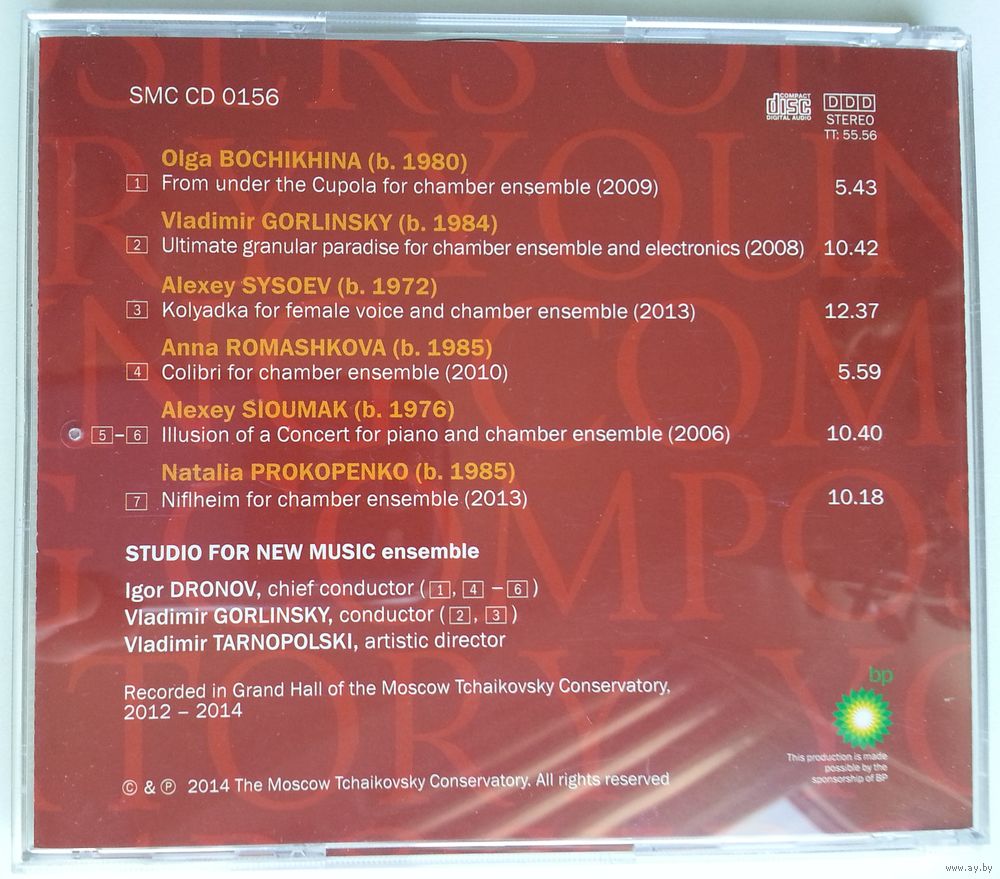 SMC CD 0156
COMPACT
disc
DIGITAL AUDIO
DDD
STEREO
TT: 55.56
Olga BOCHIKHINA (b. 1980)
1 From under the Cupola for chamber ensemble (2009) 5.43
Vladimir GORLINSKY (b. 1984)
2 Ultimate granular paradise for chamber ensemble and electronics (2008) 10.42
Alexey SYSOEV (b. 1972)
3 Kolyadka for female voice and chamber ensemble (2013) 12.37
Anna ROMASHKOVA (b. 1985)
4 Colibri for chamber ensemble (2010) 5.59
Alexey SIOUMAK (b. 1976)
5–6 Illusion of a Concert for piano and chamber ensemble (2006) 10.40
Natalia PROKOPENKO (b. 1985)
7 Niflheim for chamber ensemble (2013) 10.18
STUDIO FOR NEW MUSIC ensemble
Igor DRONOV, chief conductor (1, 4 – 6)
Vladimir GORLINSKY, conductor (2, 3)
Vladimir TARNOPOLSKI, artistic director
Recorded in Grand Hall of the Moscow Tchaikovsky Conservatory,
2012 – 2014
bp
This production is made
possible by the
sponsorship of BP
© & ℗ 2014 The Moscow Tchaikovsky Conservatory. All rights reserved
www.ay.by